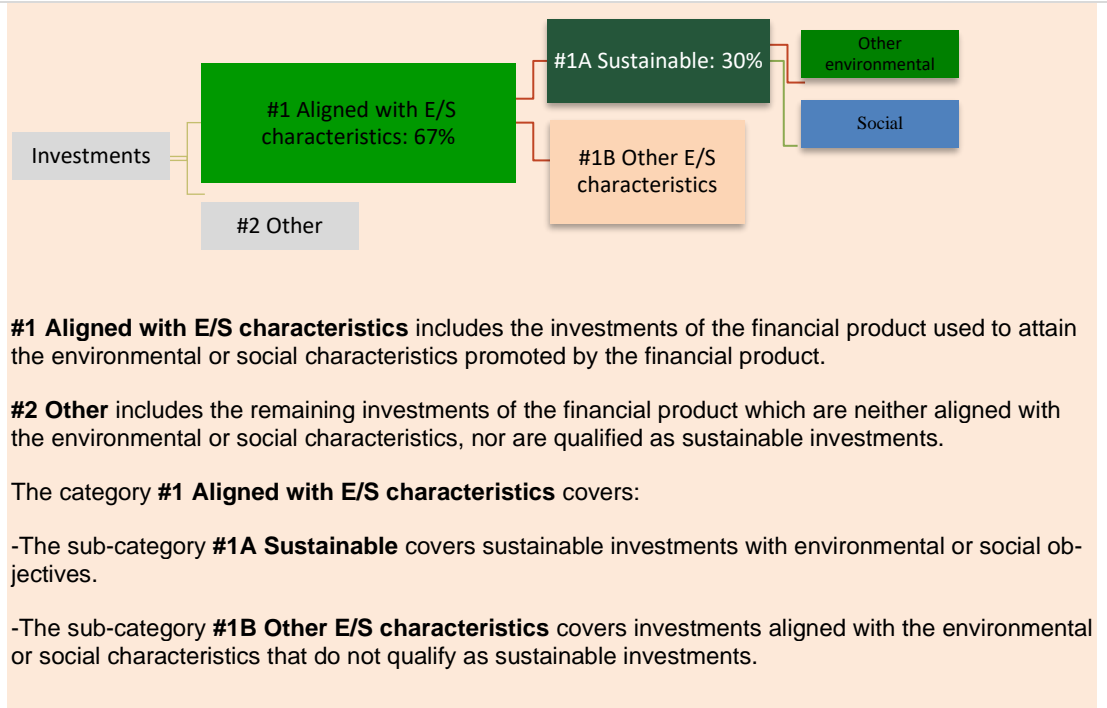 Investments
#1 Aligned with E/S
characteristics: 67%
#2 Other
#1A Sustainable: 30%
#1B Other E/S
characteristics
Other
environmental
Social
#1 Aligned with E/S characteristics includes the investments of the financial product used to attain
the environmental or social characteristics promoted by the financial product.
#2 Other includes the remaining investments of the financial product which are neither aligned with
the environmental or social characteristics, nor are qualified as sustainable investments.
The category #1 Aligned with E/S characteristics covers:
-The sub-category #1A Sustainable covers sustainable investments with environmental or social ob-
jectives.
-The sub-category #1B Other E/S characteristics covers investments aligned with the environmental
or social characteristics that do not qualify as sustainable investments.